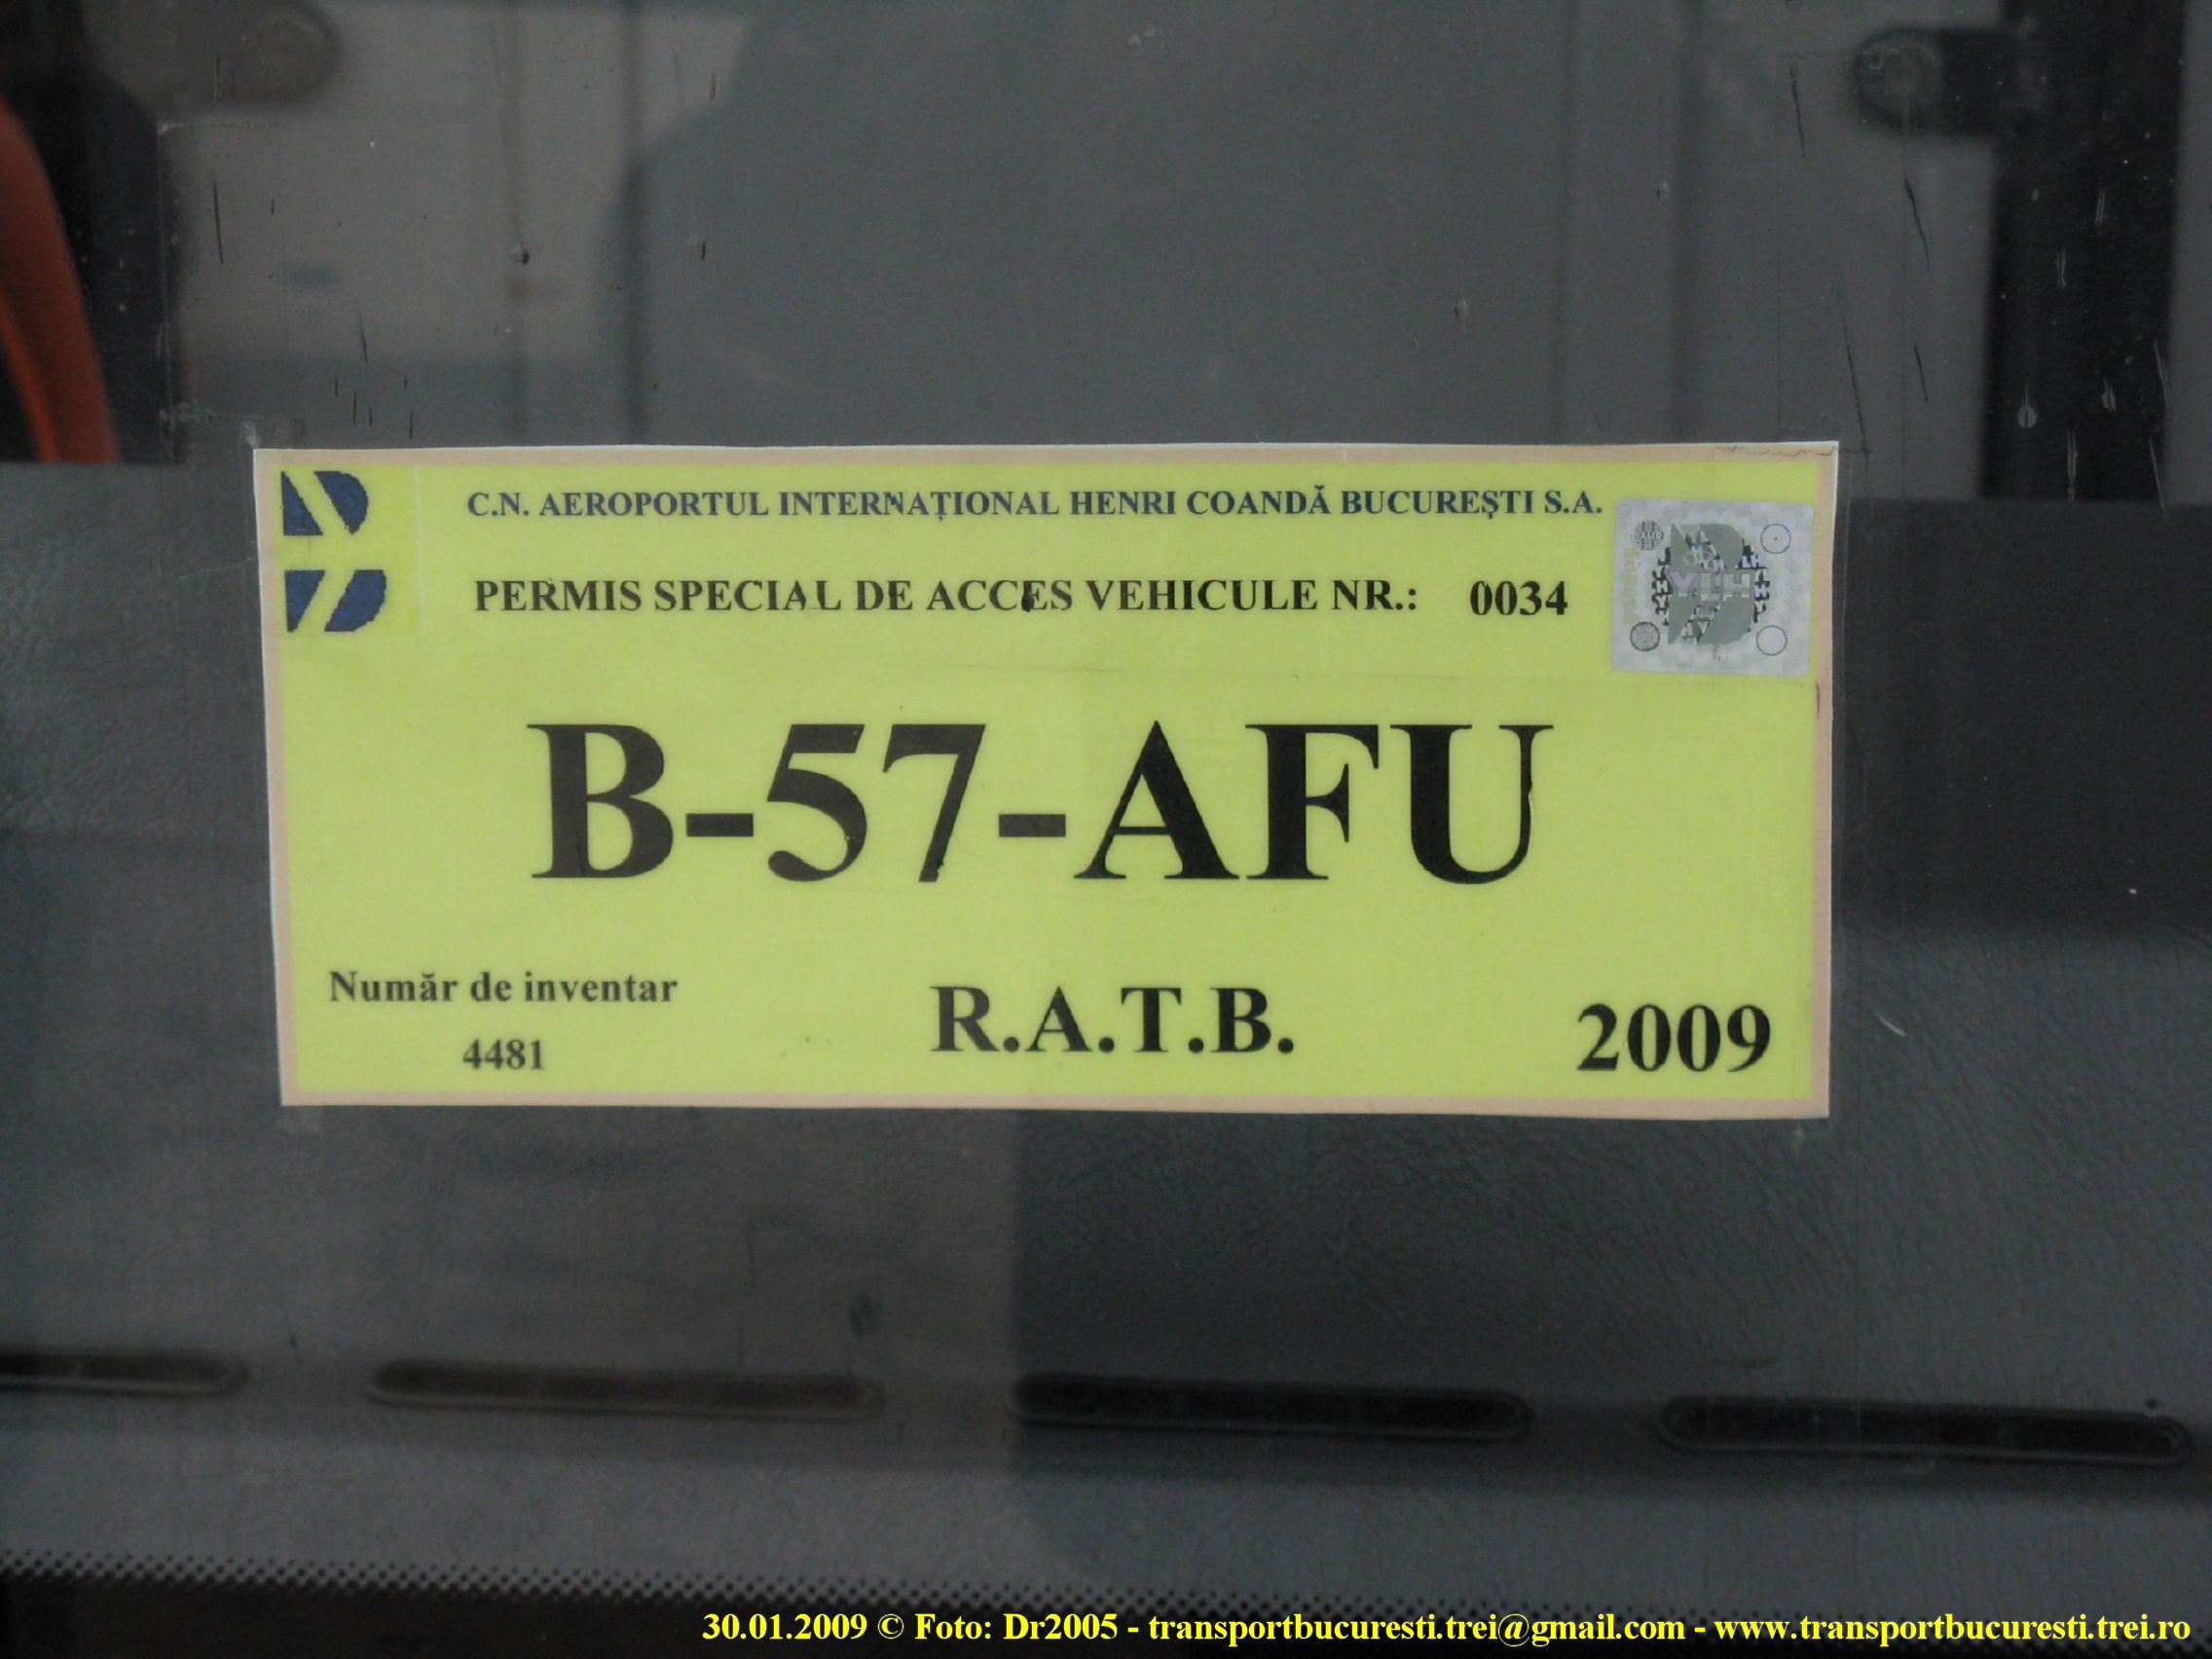 C.N. AEROPORTUL INTERNAȚIONAL HENRI COANDĂ BUCUREȘTI S.A.
PERMIS SPECIAL DE ACCES VEHICULE NR.: 0034
B-57-AFU
Număr de inventar
4481
R.A.T.B.
2009
30.01.2009 © Foto: Dr2005 - transportbucuresti.trei@gmail.com - www.transportbucuresti.trei.ro